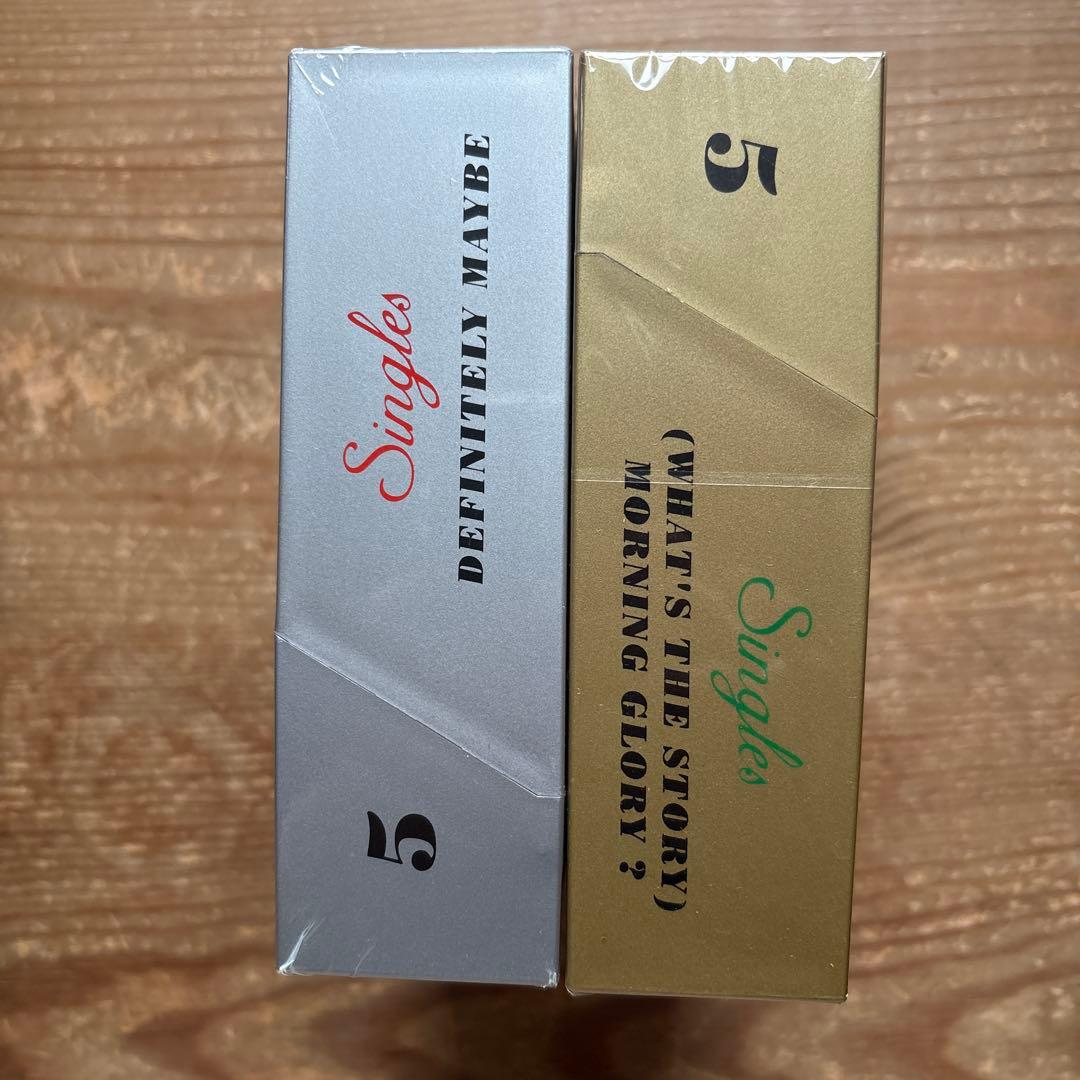 5
Singles
DEFINITELY MAYBE
5
Singles
(WHAT'S THE STORY)
MORNING GLORY ?